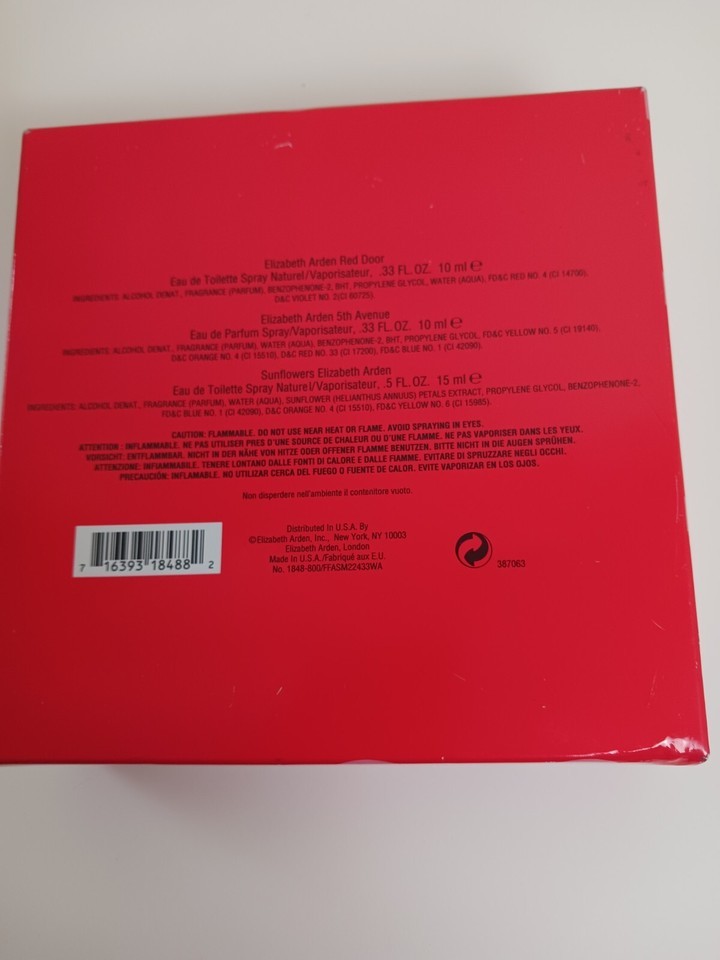 Elizabeth Arden Red Door
Eau de Toilette Spray Naturel/Vaporisateur, .33 FL.OZ. 10 ml ℮
INGREDIENTS: ALCOHOL DENAT., FRAGRANCE (PARFUM), BENZOPHENONE-2, BHT, PROPYLENE GLYCOL, WATER (AQUA), FD&C RED NO. 4 (CI 14700),
D&C VIOLET NO. 2(CI 60725).
Elizabeth Arden 5th Avenue
Eau de Parfum Spray/Vaporisateur, .33 FL. OZ. 10 ml ℮
INGREDIENTS: ALCOHOL DENAT., FRAGRANCE (PARFUM), WATER (AQUA), BENZOPHENONE-2, BHT, PROPYLENE GLYCOL, FD&C YELLOW NO. 5 (CI 19140),
D&C ORANGE NO. 4 (CI 15510), D&C RED NO. 33 (CI 17200), FD&C BLUE NO. 1 (CI 42090).
Sunflowers Elizabeth Arden
Eau de Toilette Spray Naturel/Vaporisateur, .5 FL. OZ. 15 ml ℮
INGREDIENTS: ALCOHOL DENAT., FRAGRANCE (PARFUM), WATER (AQUA), SUNFLOWER (HELIANTHUS ANNUUS) PETALS EXTRACT, PROPYLENE GLYCOL, BENZOPHENONE-2,
FD&C BLUE NO. 1 (CI 42090), D&C ORANGE NO. 4 (CI 15510), FD&C YELLOW NO. 6 (CI 15985).
CAUTION: FLAMMABLE. DO NOT USE NEAR HEAT OR FLAME. AVOID SPRAYING IN EYES.
ATTENTION : INFLAMMABLE. NE PAS UTILISER PRES D'UNE SOURCE DE CHALEUR OU D'UNE FLAMME. NE PAS VAPORISER DANS LES YEUX.
VORSICHT: ENTFLAMMBAR. NICHT IN DER NÄHE VON HITZE ODER OFFENER FLAMME BENUTZEN. BITTE NICHT IN DIE AUGEN SPRÜHEN.
ATTENZIONE: INFIAMMABILE. TENERE LONTANO DALLE FONTI DI CALORE E DALLE FIAMME. EVITARE DI SPRUZZARE NEGLI OCCHI.
PRECAUCIÓN: INFLAMABLE. NO UTILIZAR CERCA DEL FUEGO O FUENTE DE CALOR. EVITE VAPORIZAR EN LOS OJOS.
Non disperdere nell'ambiente il contenitore vuoto.
Distributed In U.S.A. By
©Elizabeth Arden, Inc., New York, NY 10003
Elizabeth Arden, London
Made In U.S.A./Fabriqué aux E.U.
No. 1848-800/FFASM22433WA
7 16393 18488 2
387063